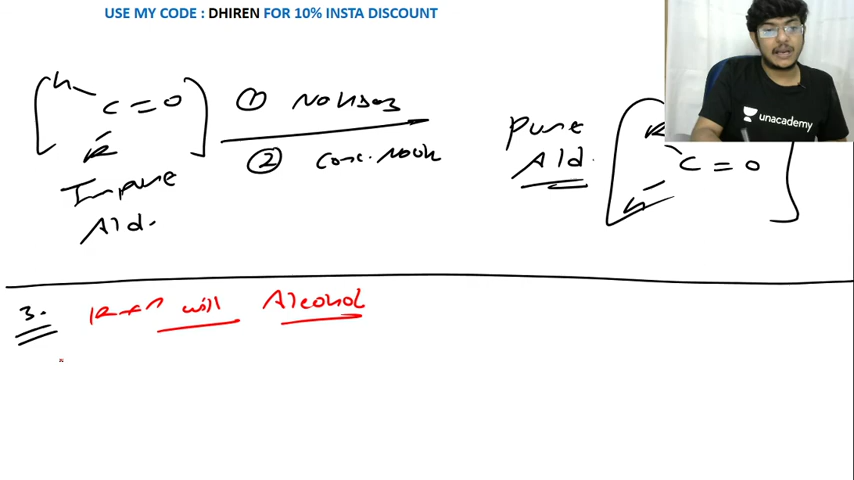 USE MY CODE : DHIREN FOR 10% INSTA DISCOUNT
unacademy
H
C = O
R
Impure
Ald.
① NaHSO3
② Conc. NaOH
Pure
Ald.
R
C = O
H
3. Rxn will Alcohol